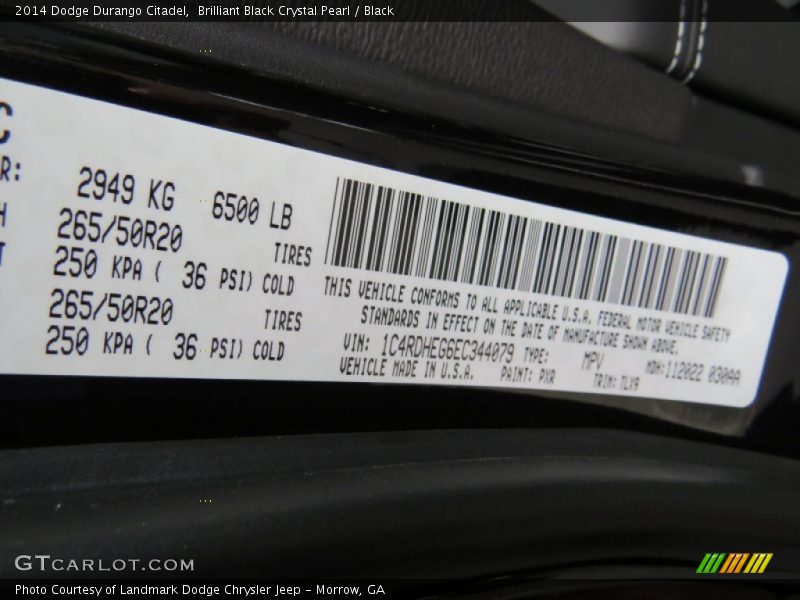 2014 Dodge Durango Citadel,  Brilliant Black Crystal Pearl / Black
C
R:
2949 KG 6500 LB
265/50R20 TIRES
250 KPA ( 36 PSI) COLD
265/50R20 TIRES
250 KPA ( 36 PSI) COLD
THIS VEHICLE CONFORMS TO ALL APPLICABLE U.S.A. FEDERAL MOTOR VEHICLE SAFETY
STANDARDS IN EFFECT ON THE DATE OF MANUFACTURE SHOWN ABOVE.
VIN: 1C4RDHEG6EC344079 TYPE: MPV MDH:112022 030AA
VEHICLE MADE IN U.S.A. PAINT: PXR TRIM: TLX9
GTCARLOT.COM
Photo Courtesy of Landmark Dodge Chrysler Jeep – Morrow, GA